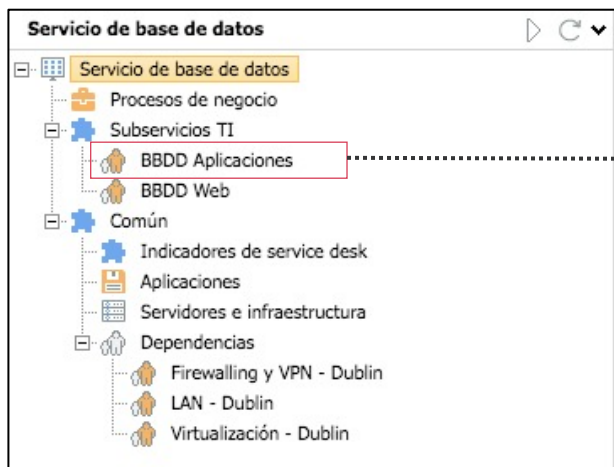 Servicio de base de datos
Servicio de base de datos
Procesos de negocio
Subservicios TI
BBDD Aplicaciones
BBDD Web
Común
Indicadores de service desk
Aplicaciones
Servidores e infraestructura
Dependencias
Firewalling y VPN - Dublin
LAN - Dublin
Virtualización - Dublin